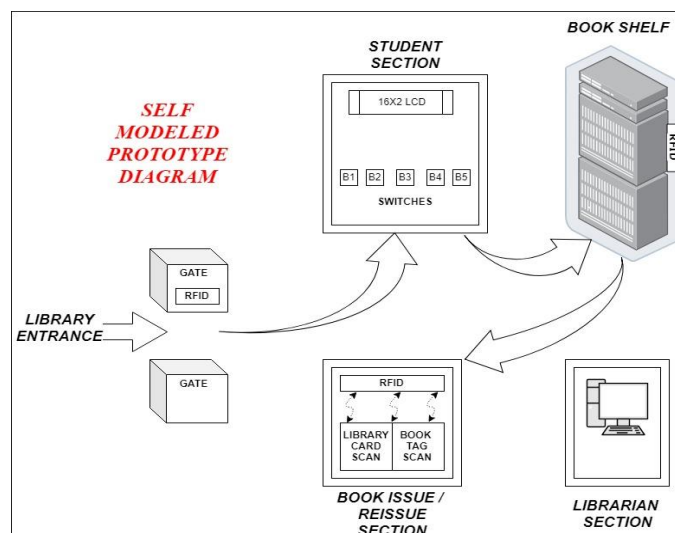 STUDENT
SECTION
16X2 LCD
B1 B2 B3 B4 B5
SWITCHES
BOOK SHELF
RFID
SELF
MODELED
PROTOTYPE
DIAGRAM
GATE
RFID
LIBRARY
ENTRANCE
GATE
RFID
LIBRARY
CARD
SCAN
BOOK
TAG
SCAN
BOOK ISSUE /
REISSUE
SECTION
LIBRARIAN
SECTION